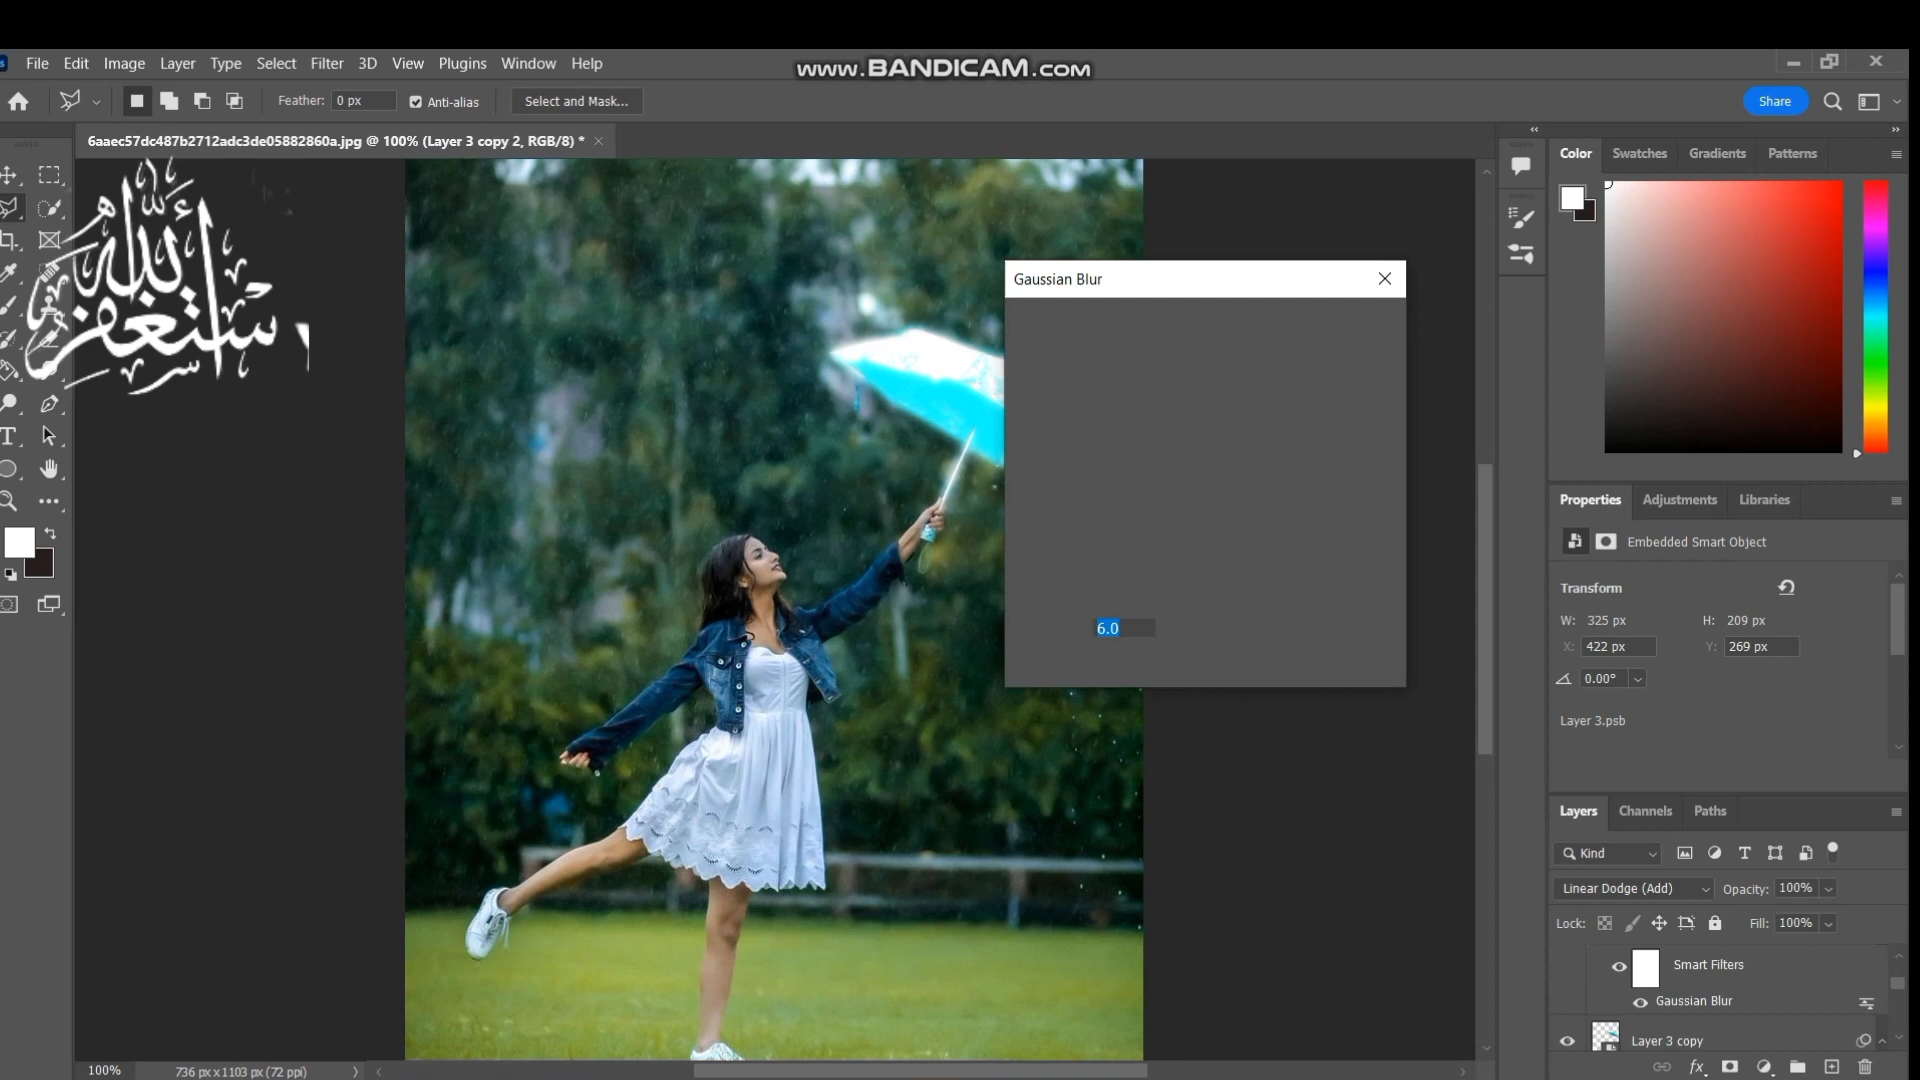 File Edit Image Layer Type Select Filter 3D View Plugins Window Help
www.BANDICAM.com
Feather: 0 px Anti-alias Select and Mask... Share
6aaec57dc487b2712adc3de05882860a.jpg @ 100% (Layer 3 copy 2, RGB/8) *
أستغفر الله
Gaussian Blur
6.0
Color Swatches Gradients Patterns
Properties Adjustments Libraries
Embedded Smart Object
Transform
W: 325 px H: 209 px
X: 422 px Y: 269 px
0.00°
Layer 3.psb
Layers Channels Paths
Kind
Linear Dodge (Add) Opacity: 100%
Lock: Fill: 100%
Smart Filters
Gaussian Blur
Layer 3 copy
fx
100% 736 px x 1103 px (72 ppi)